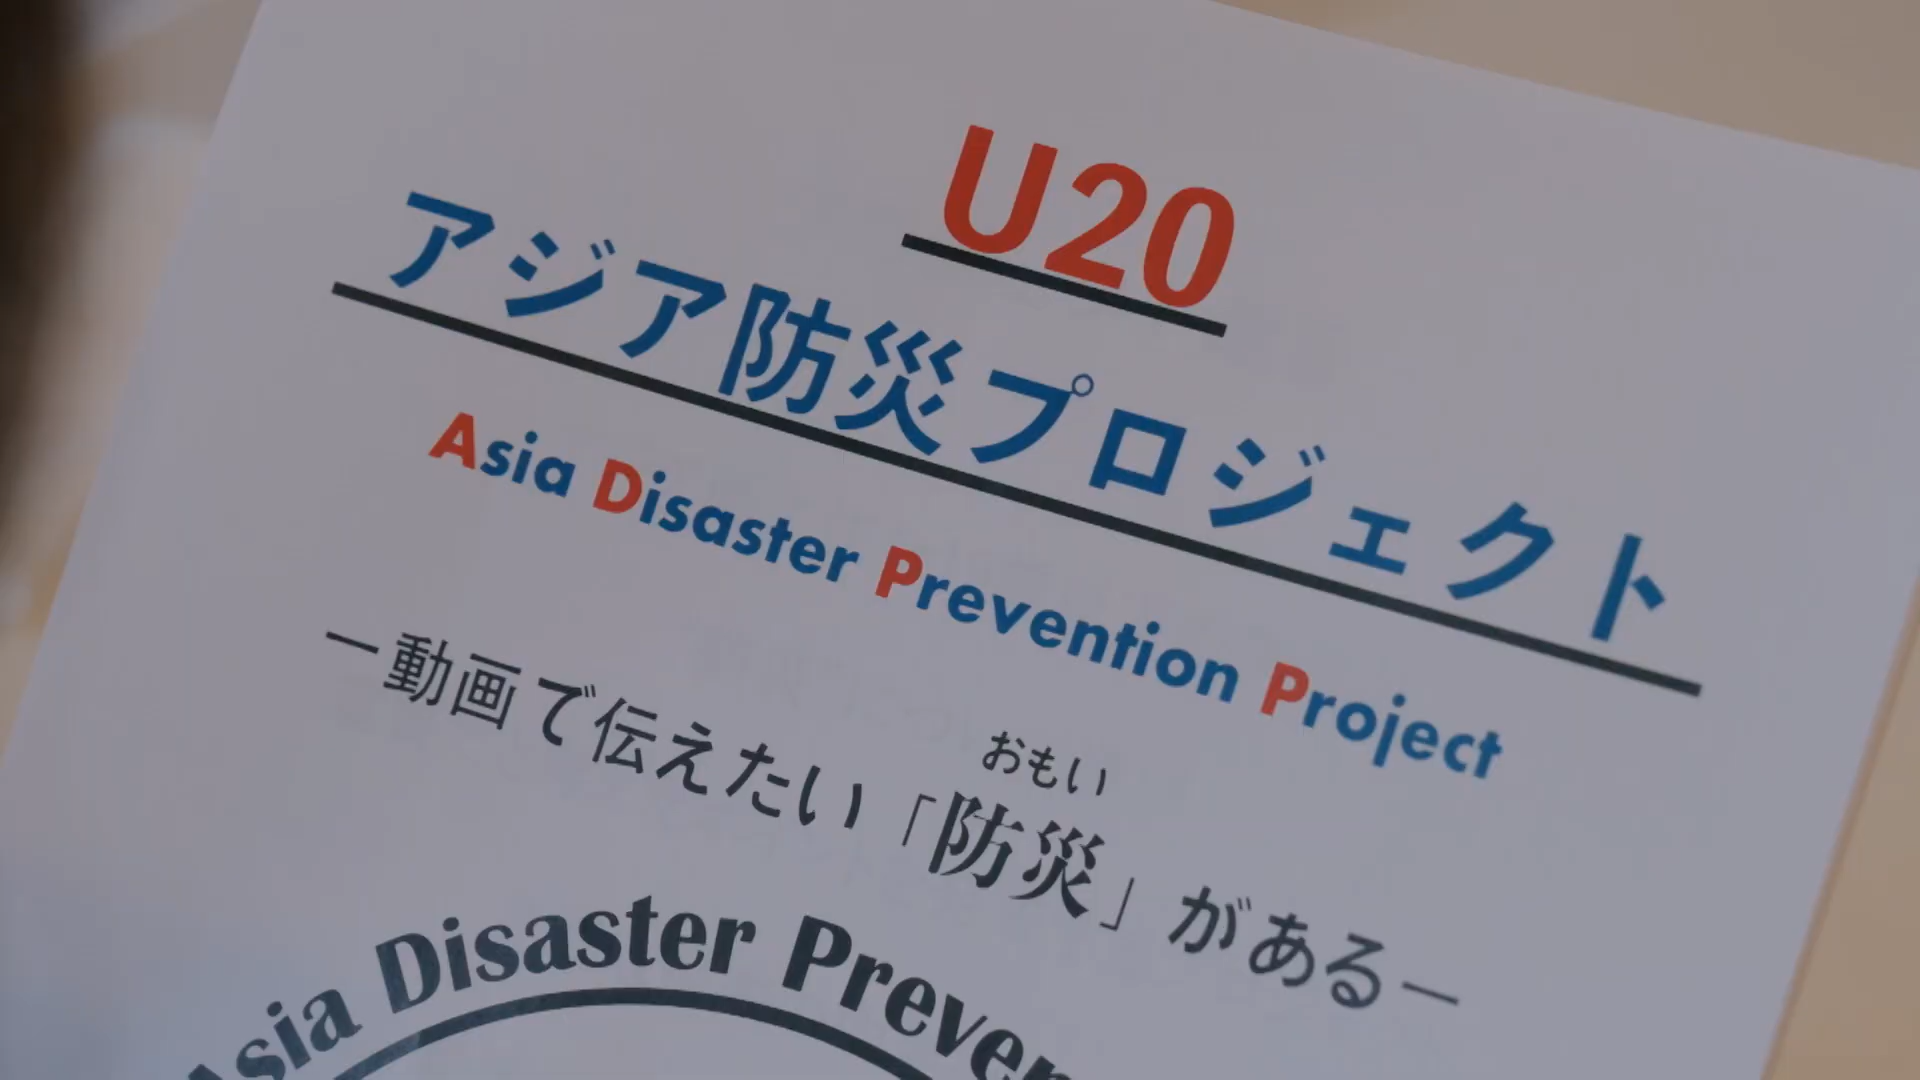 U20
アジア防災プロジェクト
Asia Disaster Prevention Project
おもい
ー動画で伝えたい「防災」があるー
Asia Disaster Preven